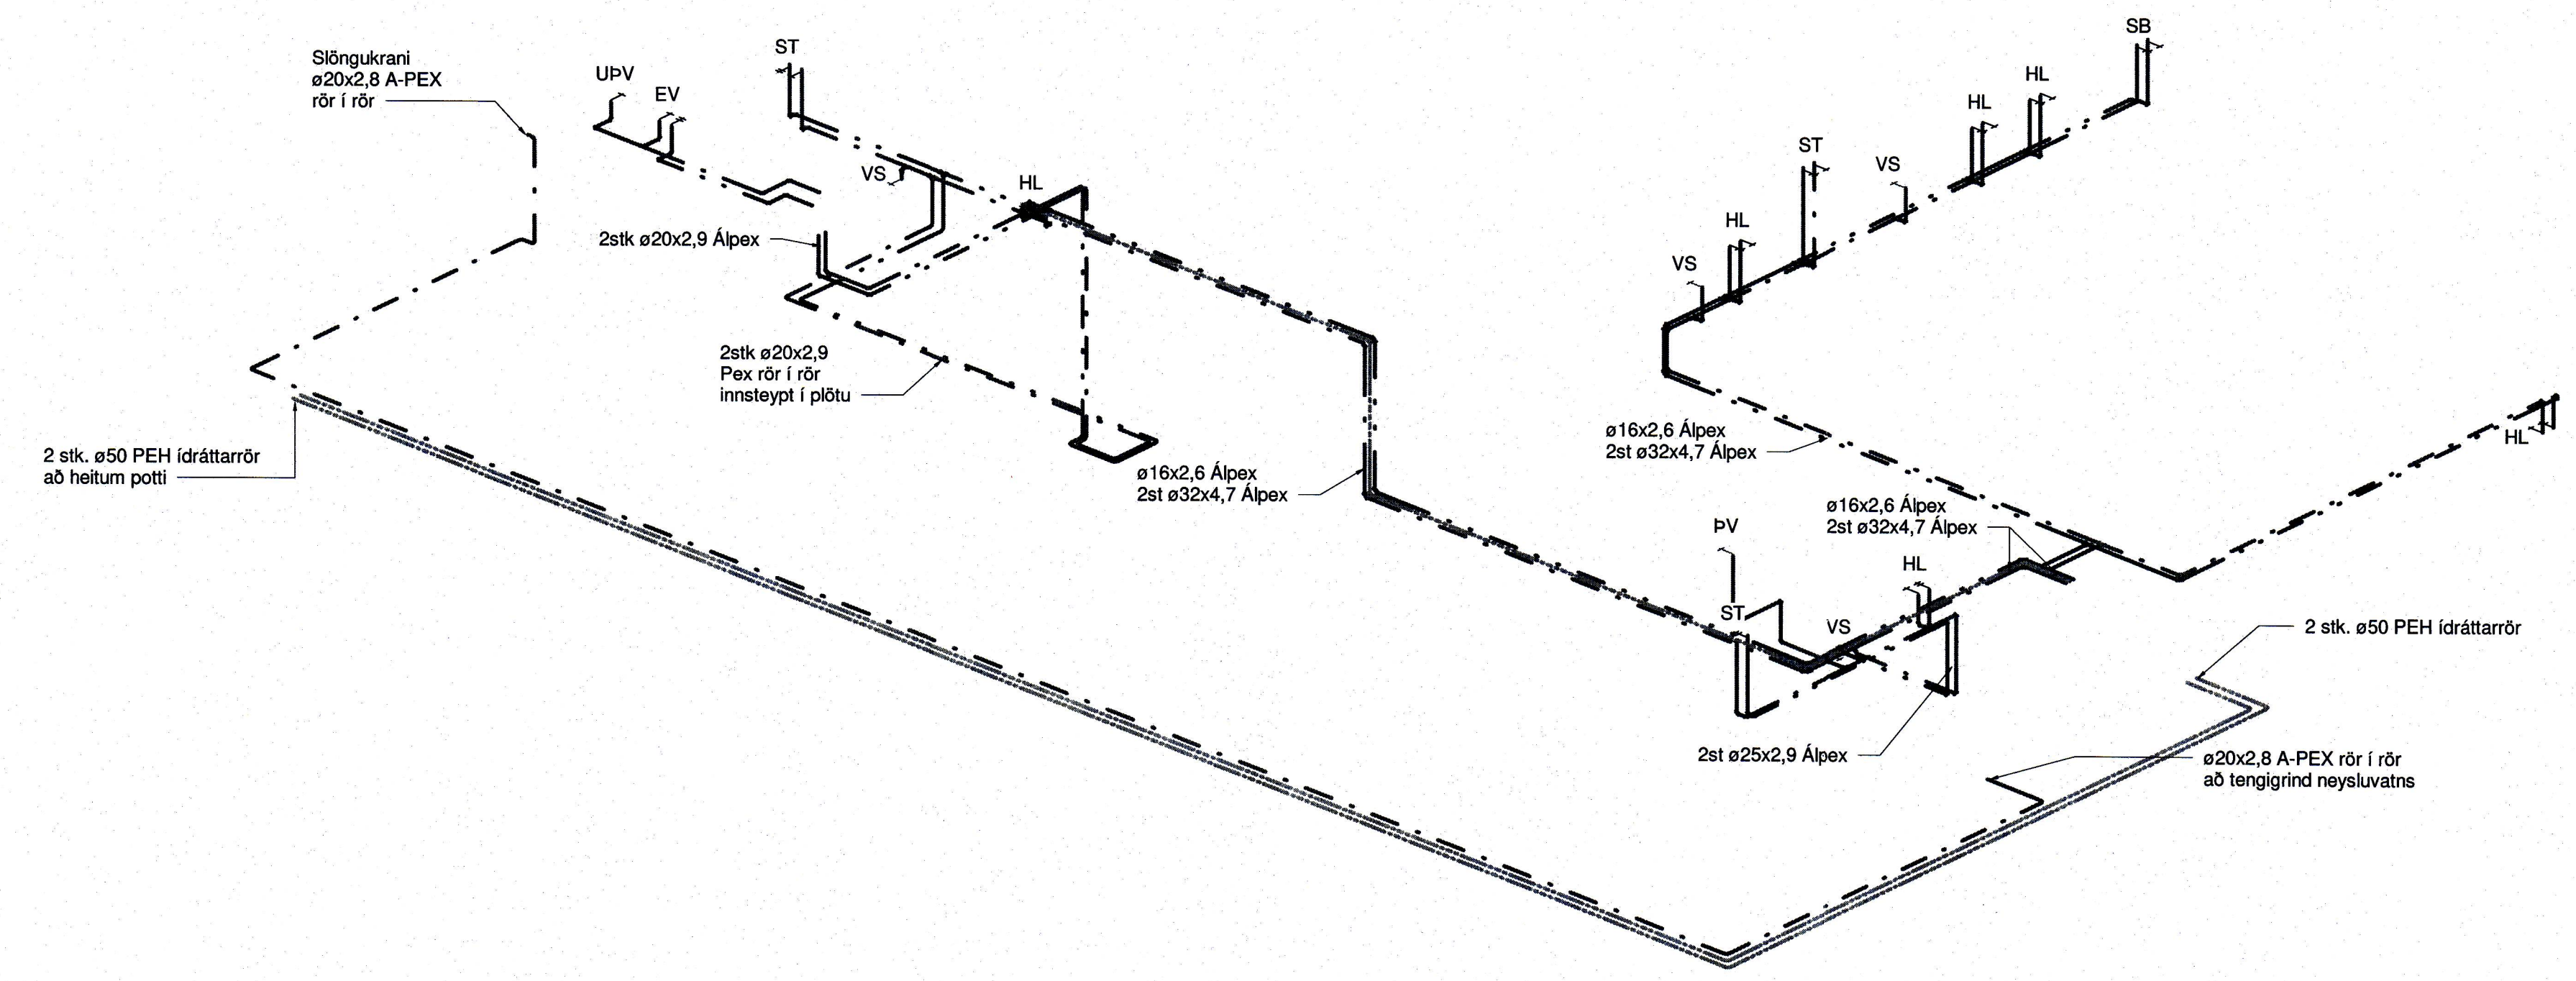 Slöngukrani
ø20x2,8 A-PEX
rör í rör
UÞV
EV
ST
VS
HL
2stk ø20x2,9 Álpex
2stk ø20x2,9
Pex rör í rör
innsteypt í plötu
2 stk. ø50 PEH ídráttarrör
að heitum potti
ø16x2,6 Álpex
2st ø32x4,7 Álpex
SB
HL
HL
ST
VS
HL
VS
ø16x2,6 Álpex
2st ø32x4,7 Álpex
HL
ø16x2,6 Álpex
2st ø32x4,7 Álpex
ÞV
HL
ST
VS
2st ø25x2,9 Álpex
2 stk. ø50 PEH ídráttarrör
ø20x2,8 A-PEX rör í rör
að tengigrind neysluvatns